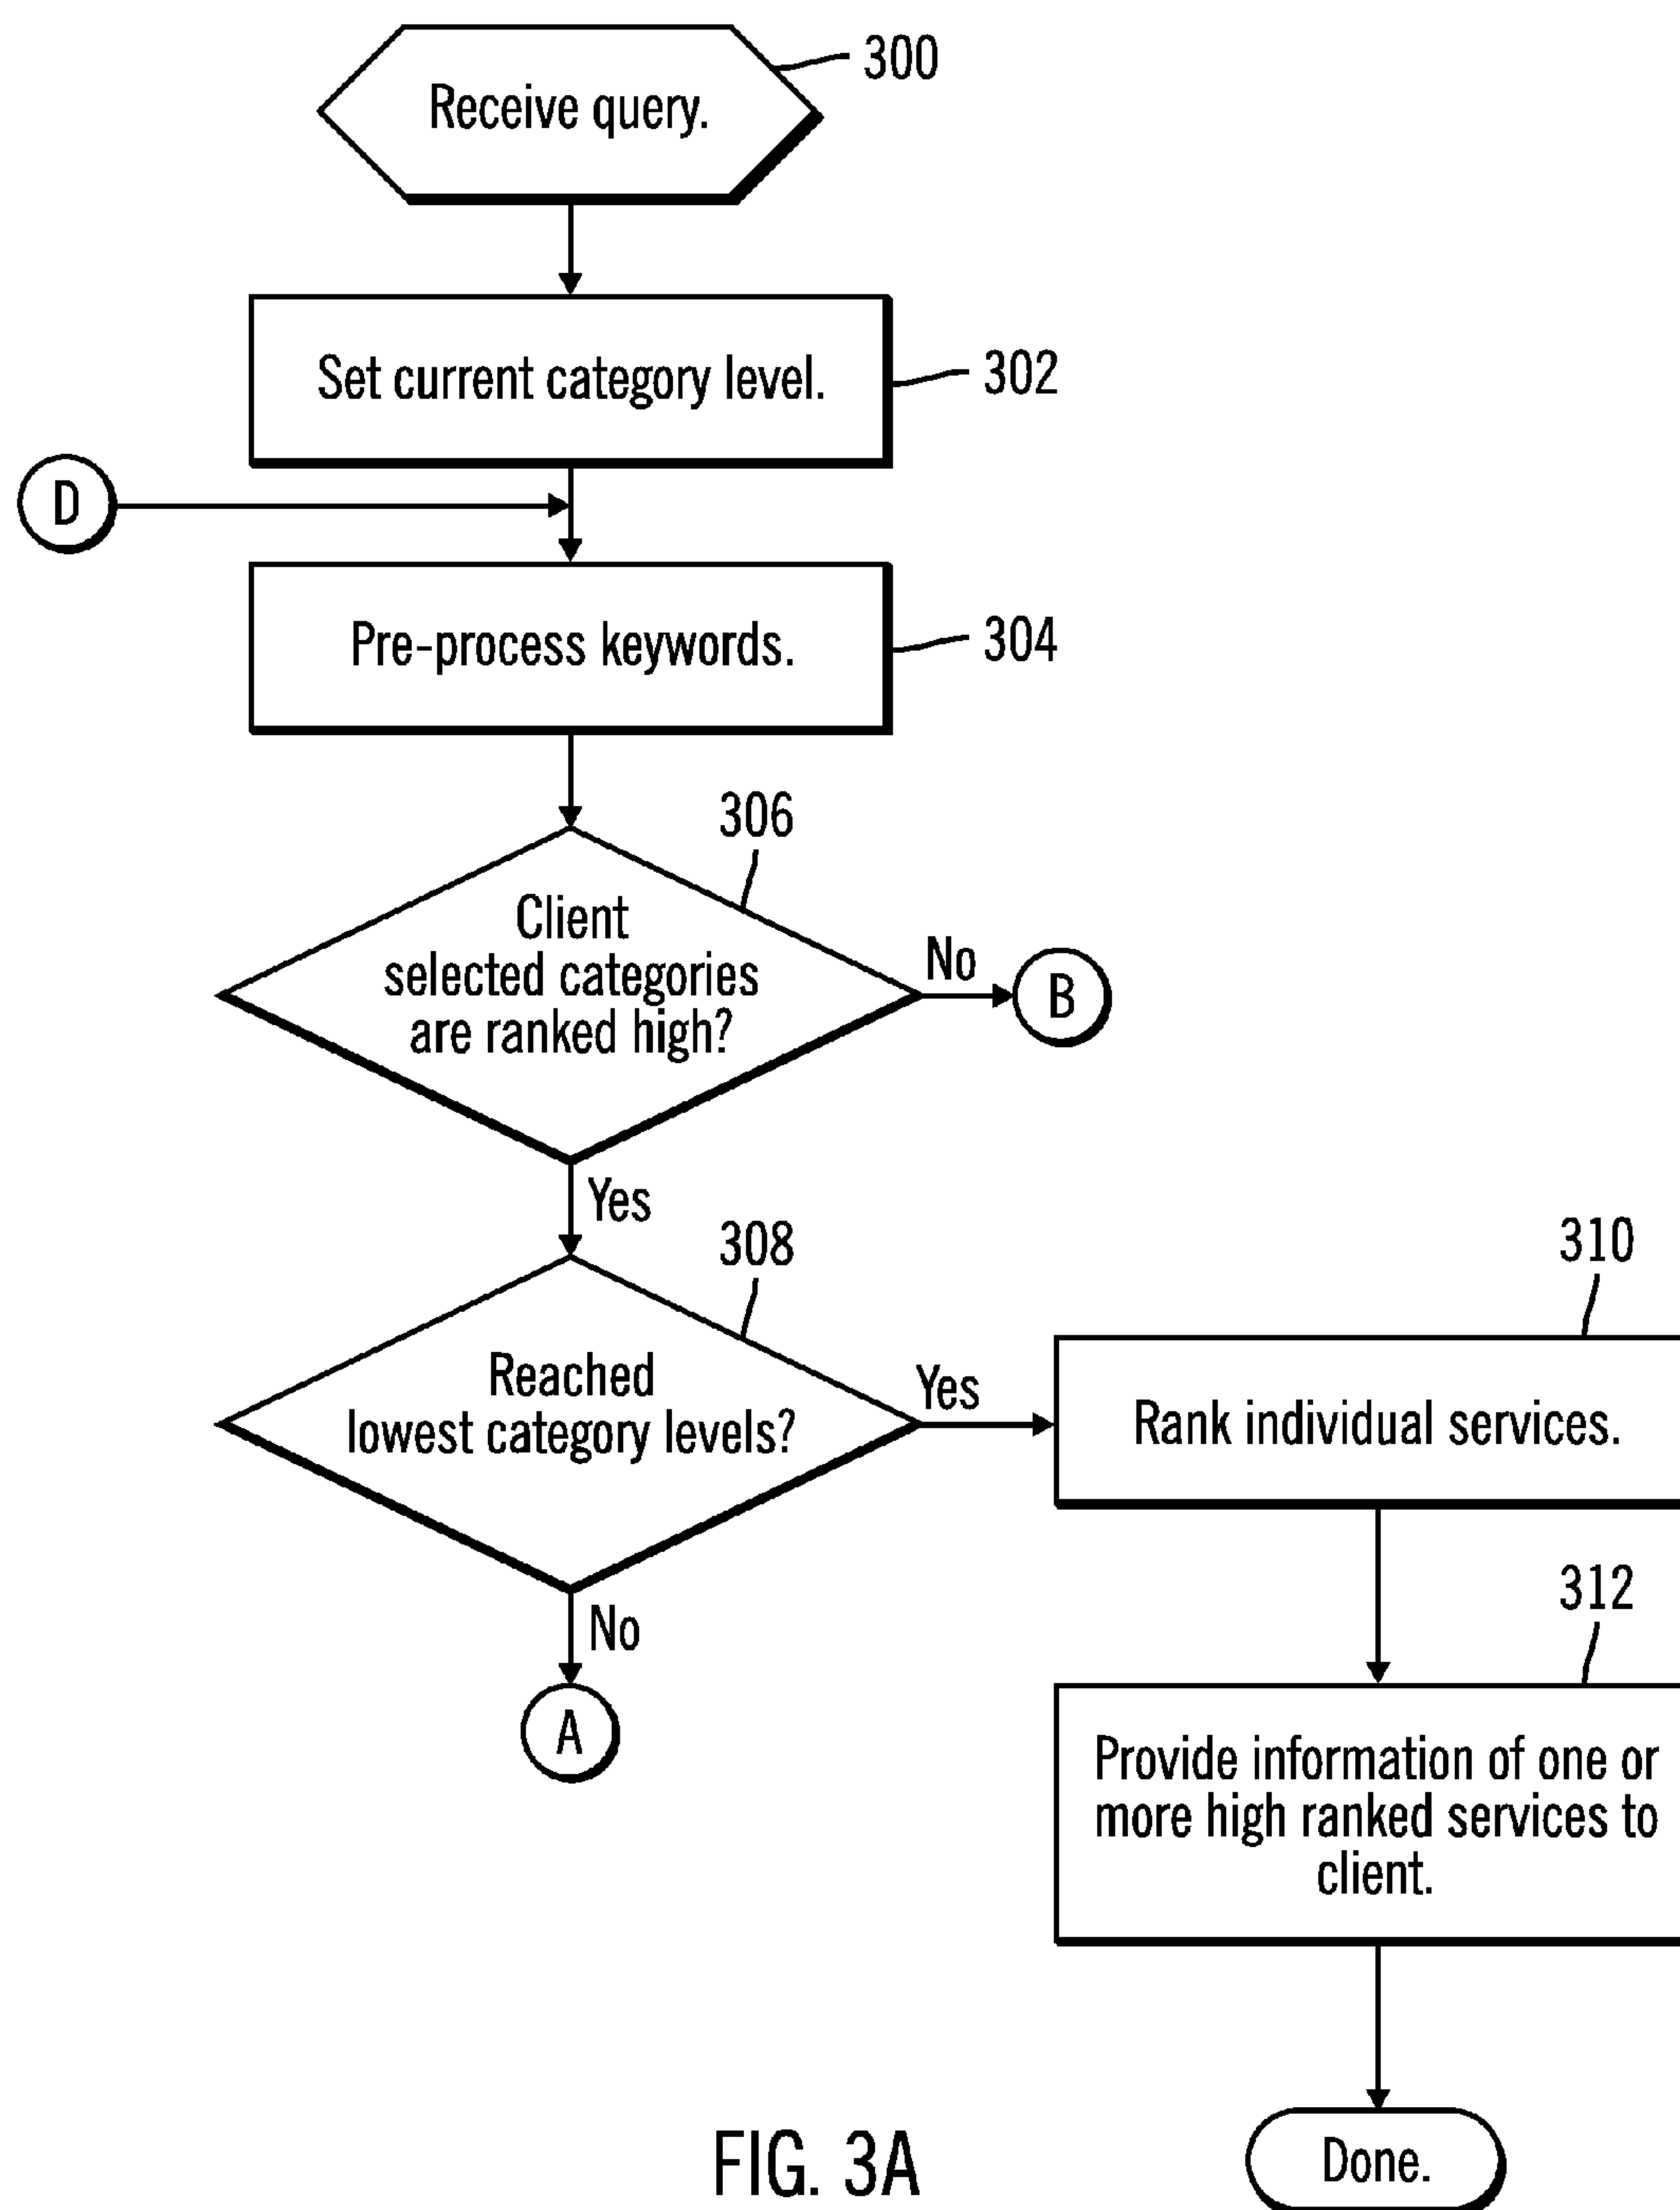 300
Receive query.
Set current category level.
302
D
Pre-process keywords.
304
306
Client
selected categories
are ranked high?
No
B
Yes
308
Reached
lowest category levels?
Yes
310
Rank individual services.
No
A
312
Provide information of one or
more high ranked services to
client.
Done.
FIG. 3A